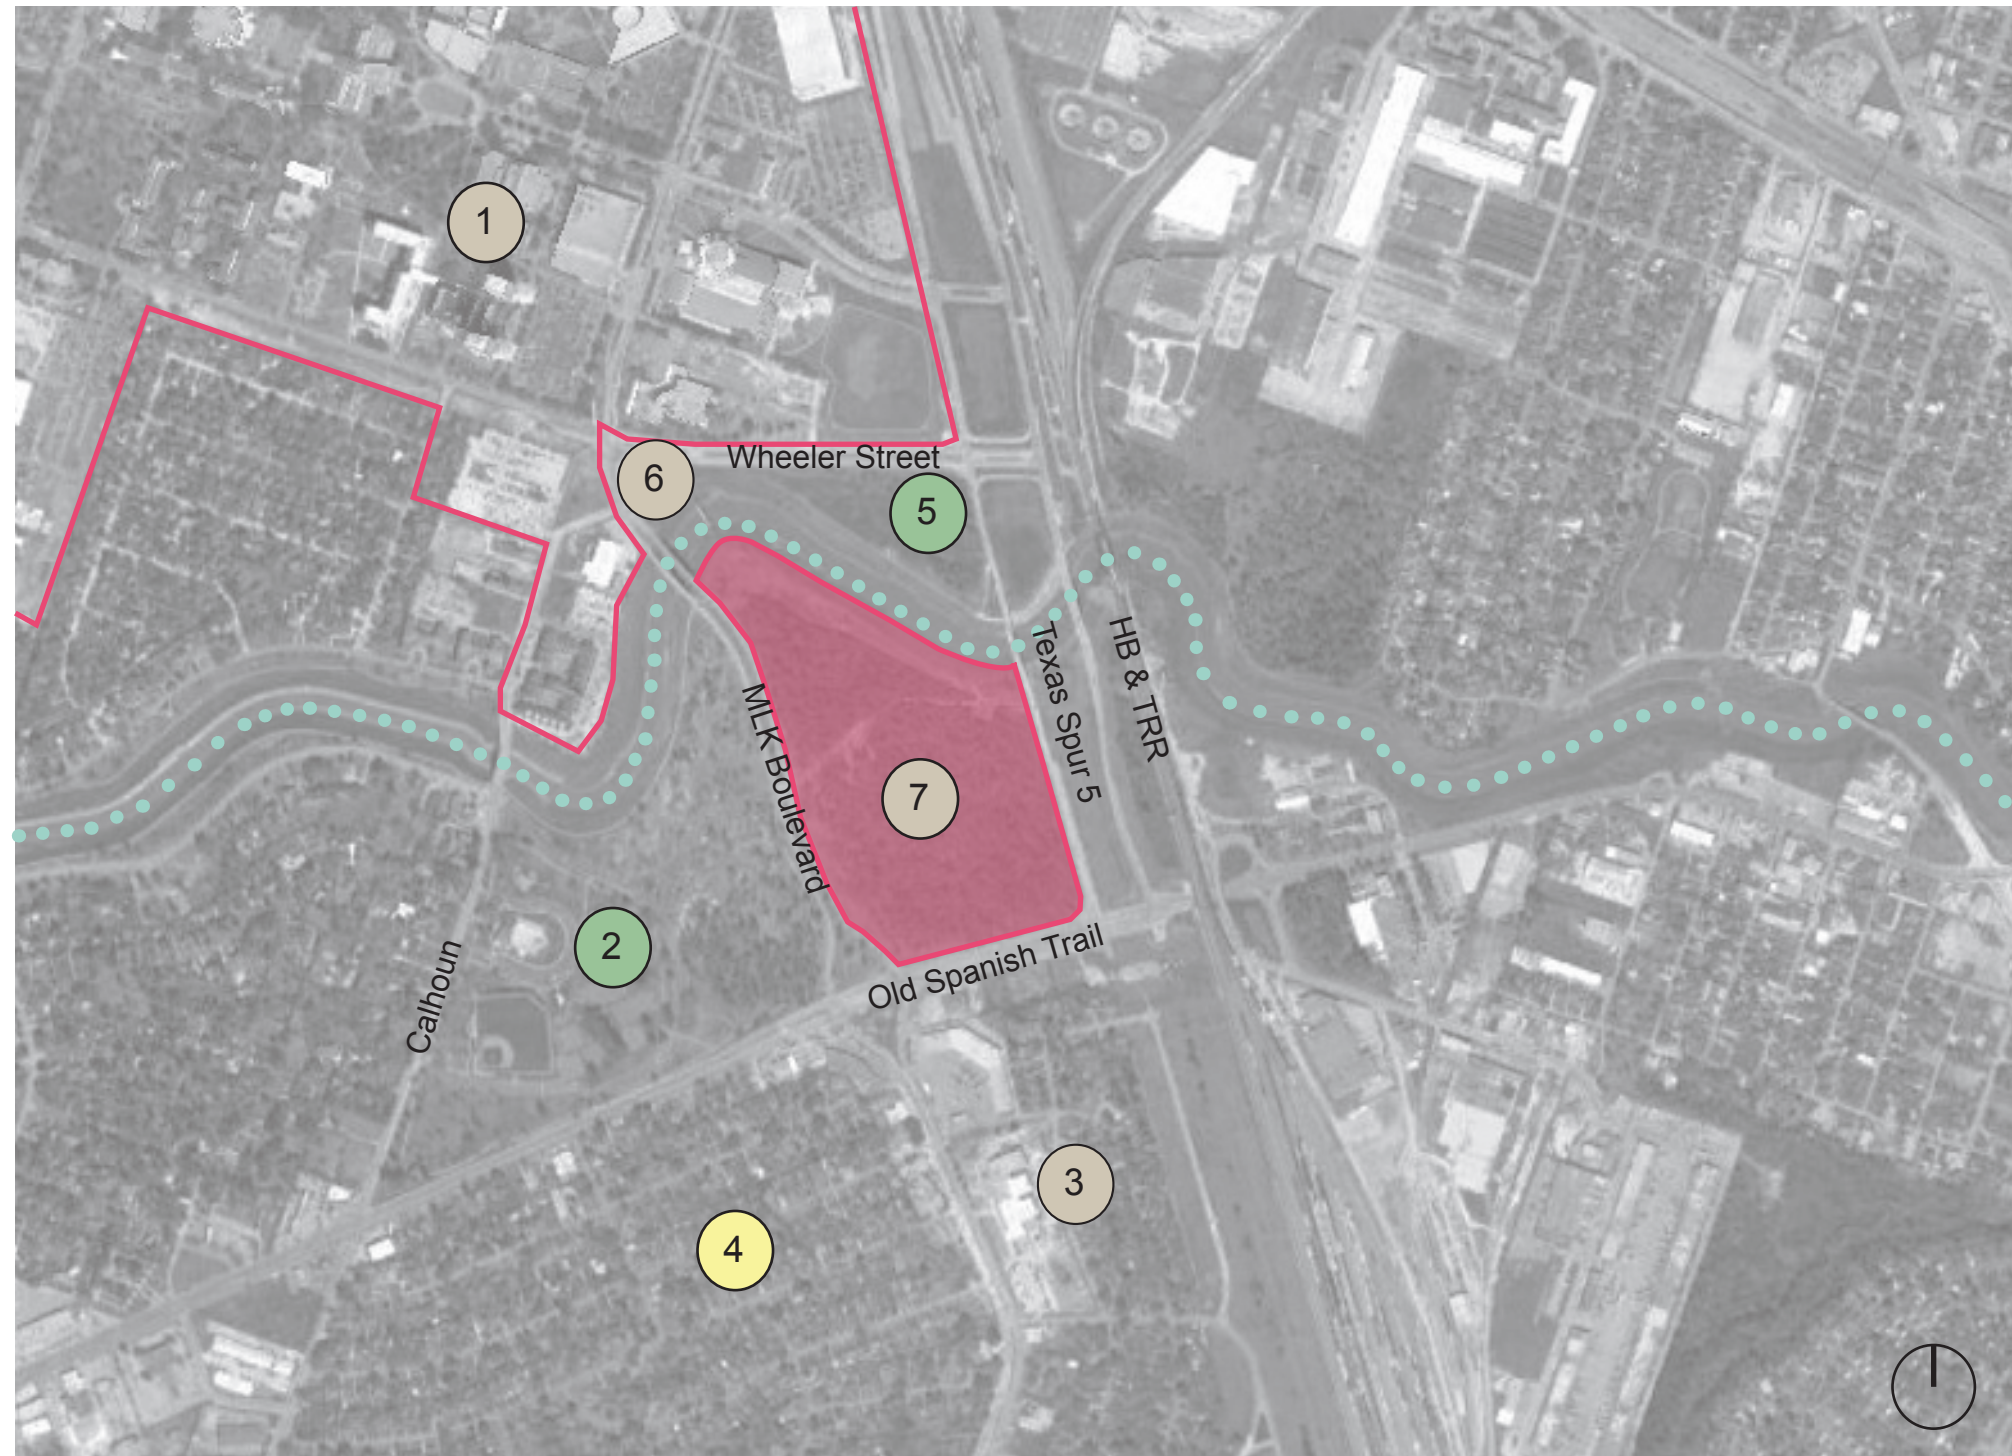 1
Wheeler Street
6
5
Texas Spur 5
HB & TRR
MLK Boulevard
7
2
Calhoun
Old Spanish Trail
3
4